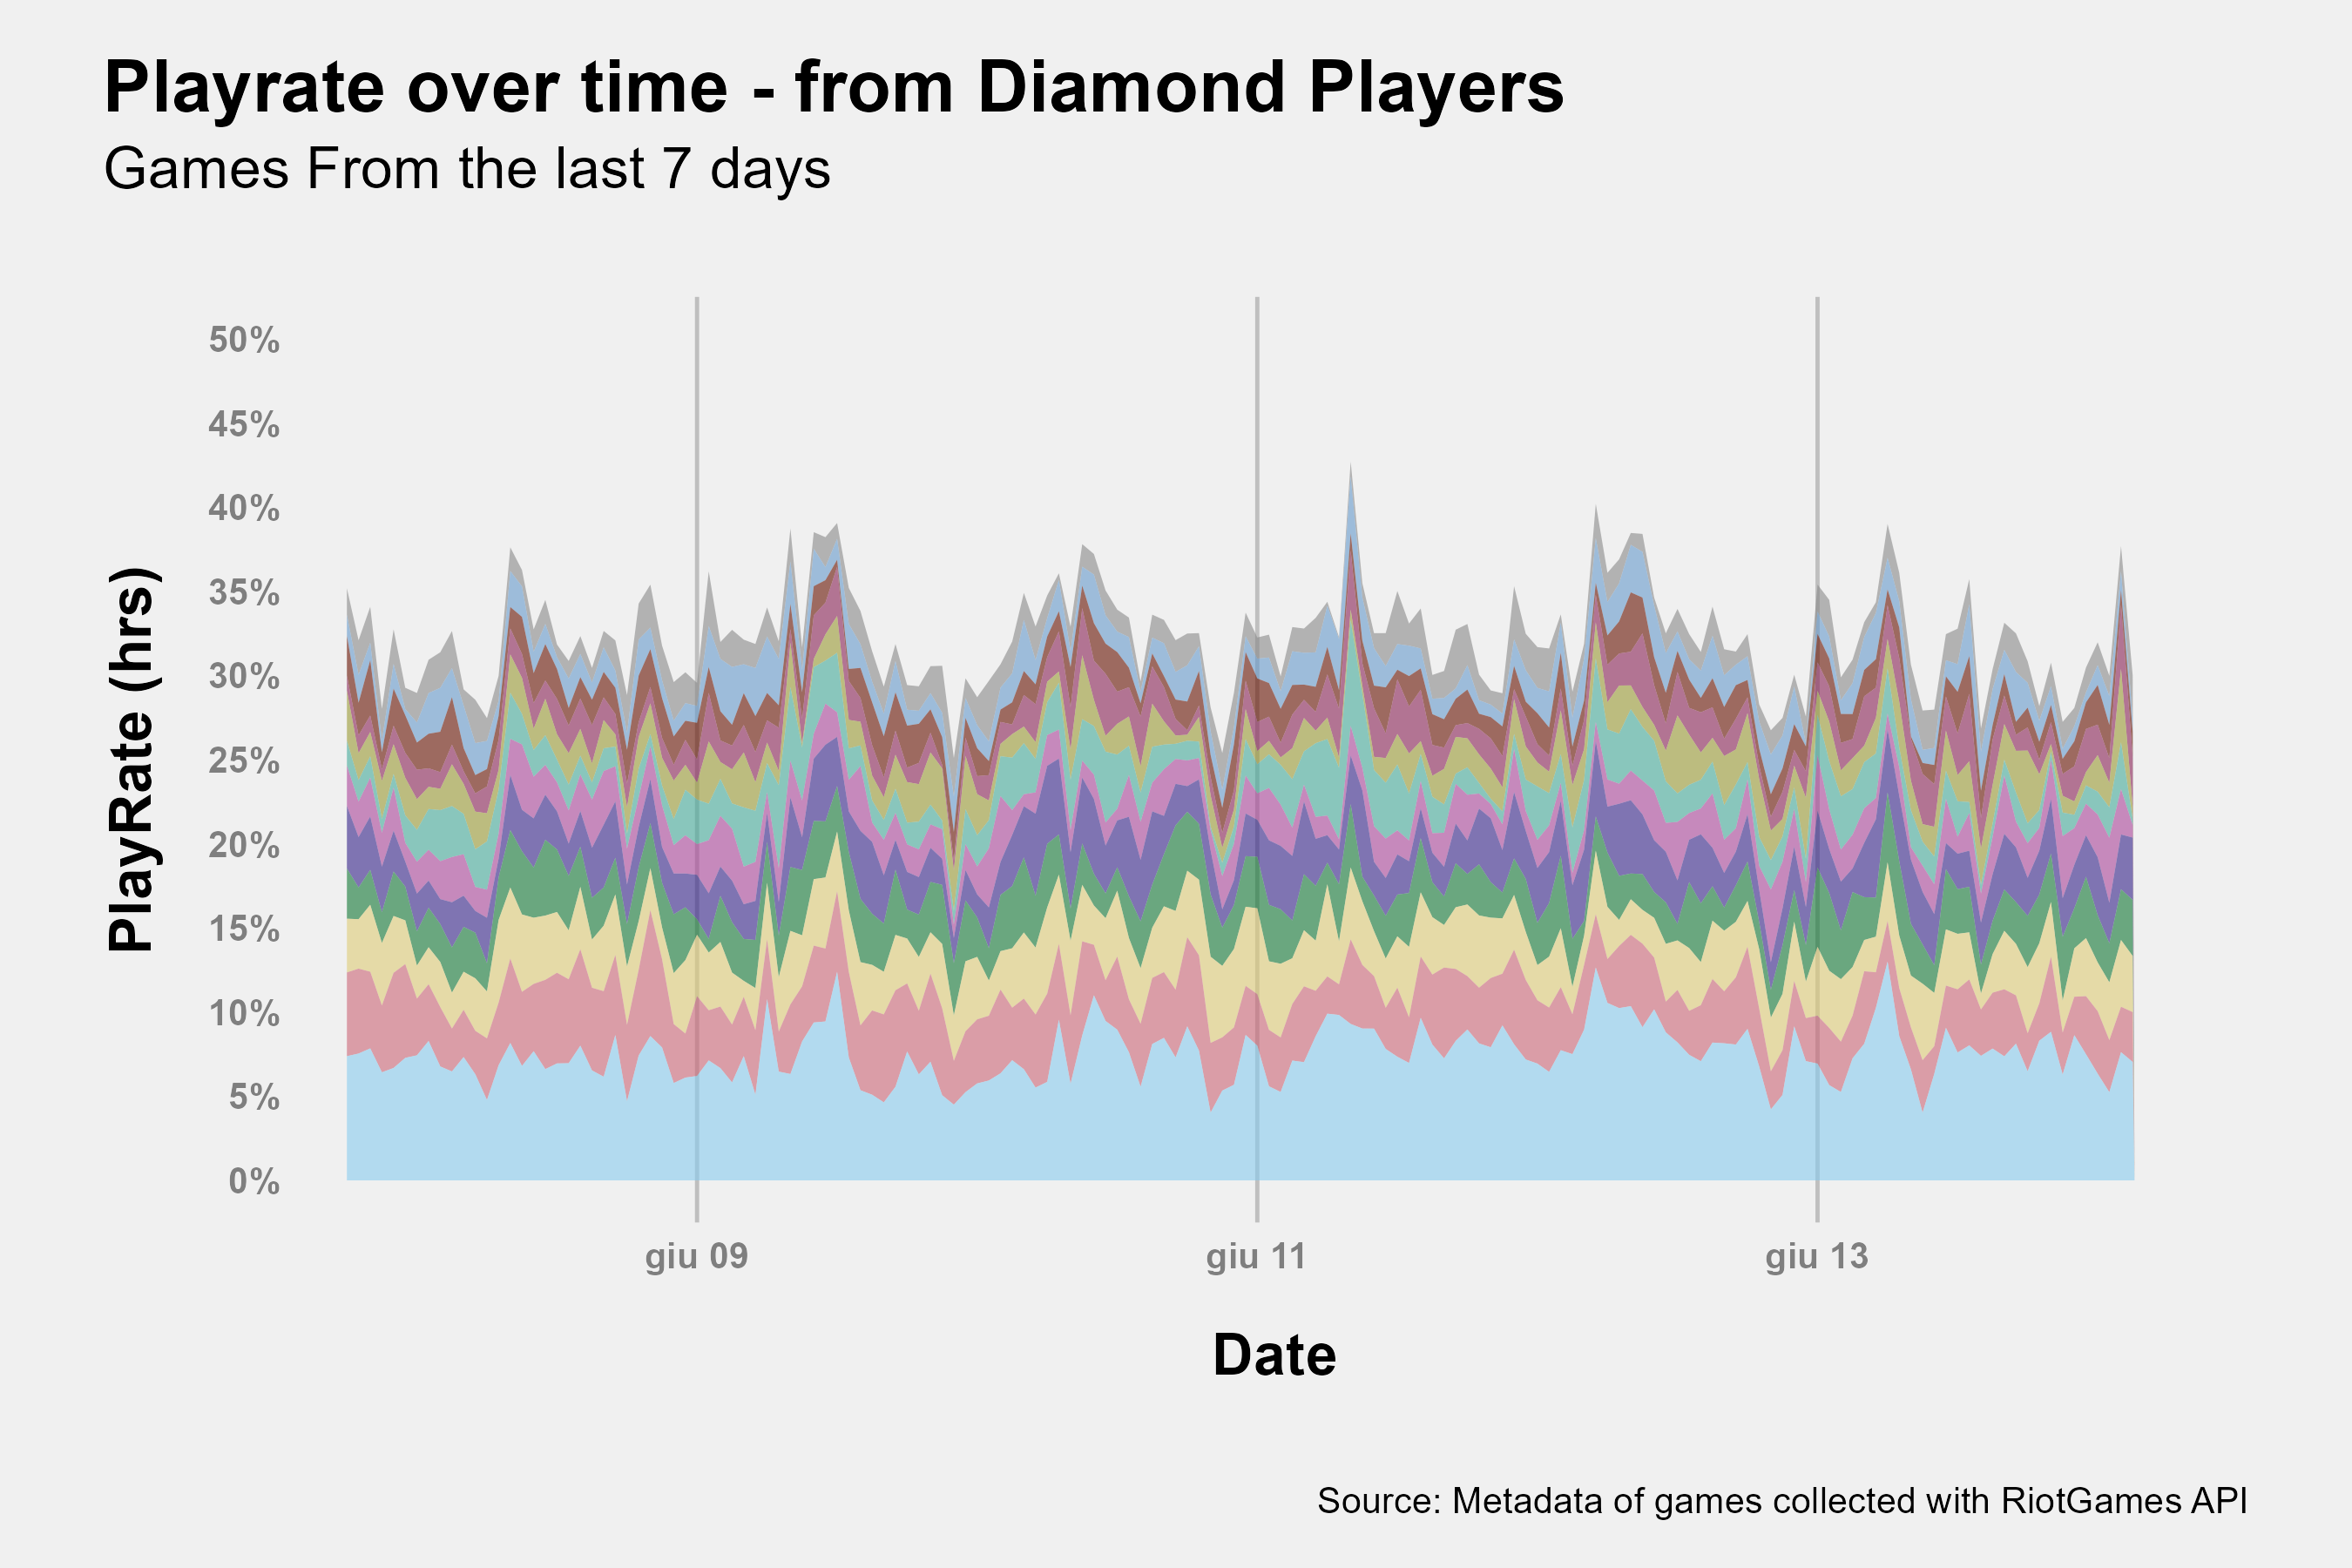 Playrate over time - from Diamond Players
Games From the last 7 days
PlayRate (hrs)
50%
45%
40%
35%
30%
25%
20%
15%
10%
5%
0%
giu 09
giu 11
giu 13
Date
Source: Metadata of games collected with RiotGames API